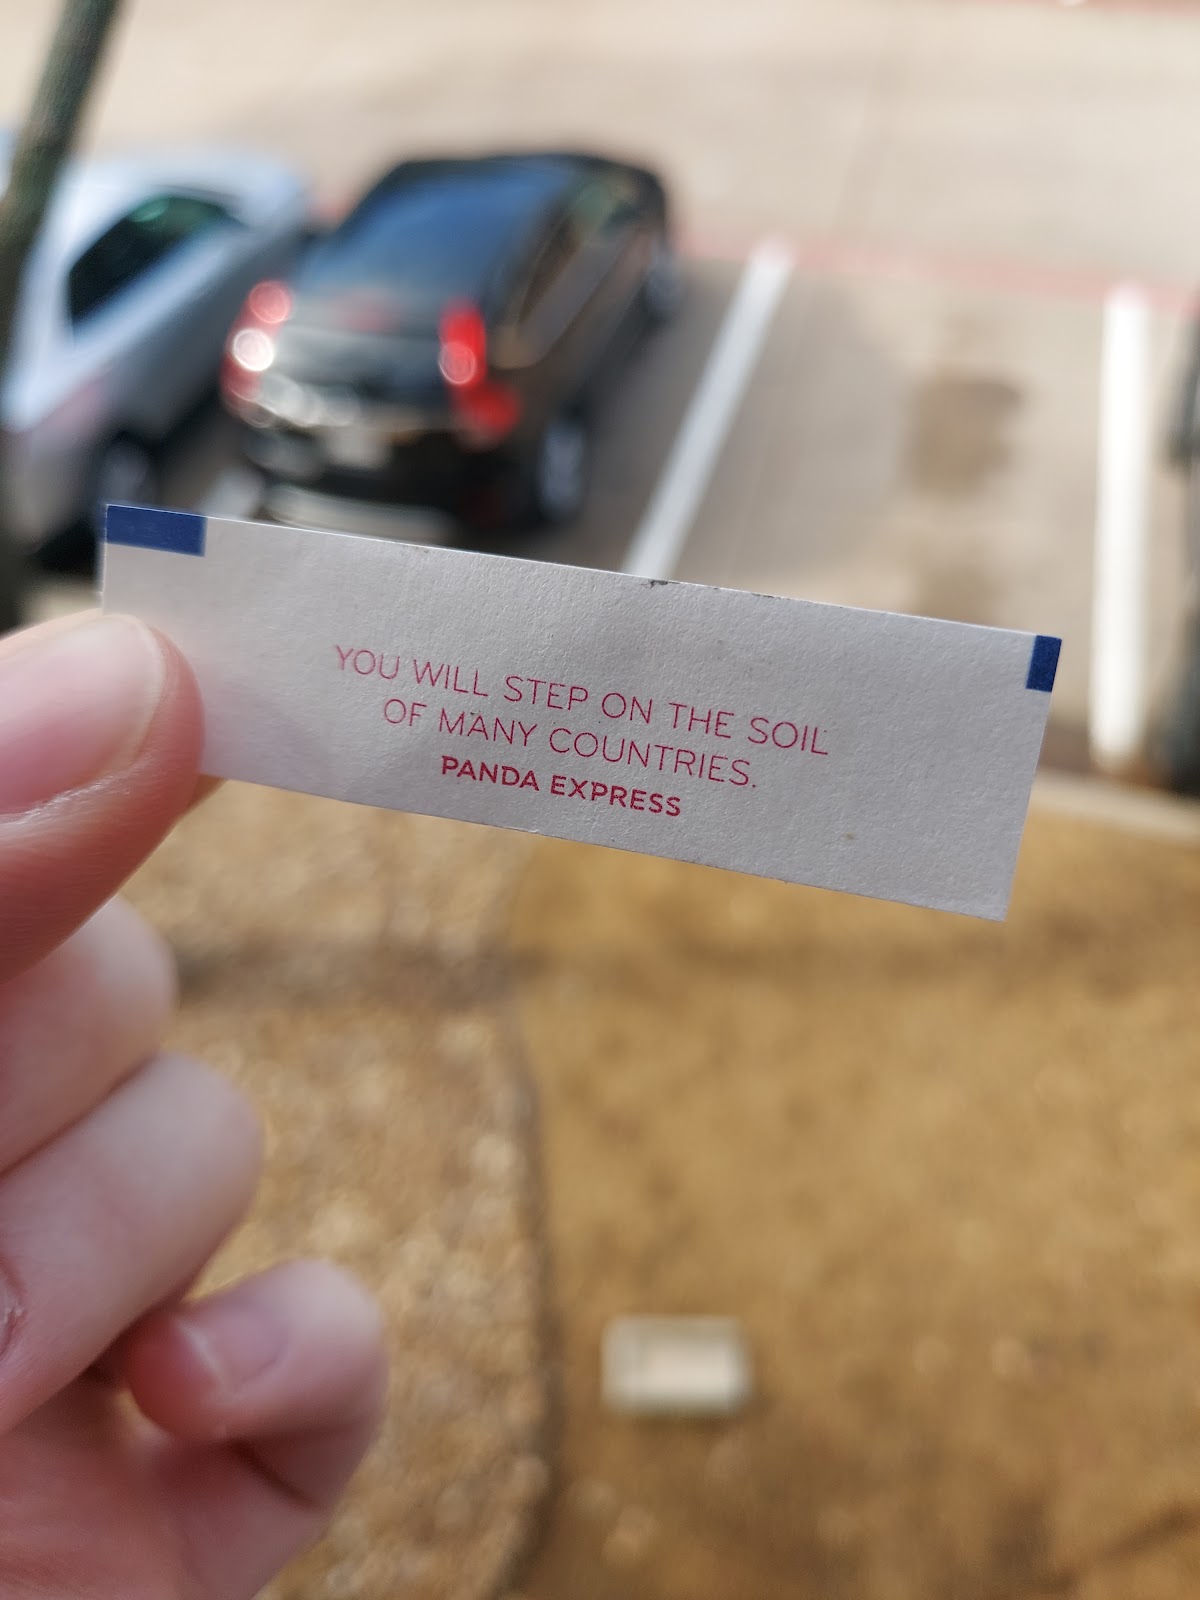 YOU WILL STEP ON THE SOIL
OF MANY COUNTRIES.
PANDA EXPRESS